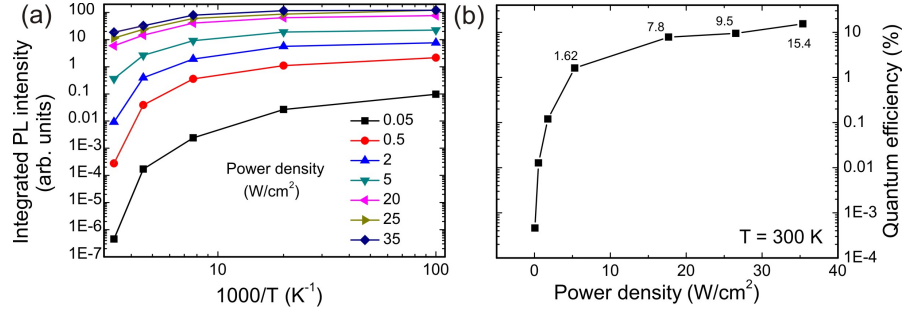 (a)
Integrated PL intensity
(arb. units)
100
10
1
0.1
0.01
1E-3
1E-4
1E-5
1E-6
1E-7
Power density
(W/cm²)
0.05
0.5
2
5
20
25
35
10
100
1000/T (K⁻¹)
(b)
1.62
7.8
9.5
15.4
T = 300 K
10
1
0.1
0.01
1E-3
1E-4
Quantum efficiency (%)
0
10
20
30
40
Power density (W/cm²)